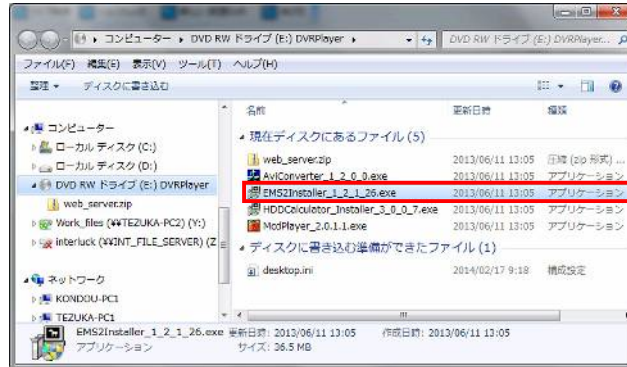 コンピューター ▸ DVD RW ドライブ (E:) DVRPlayer ▸
DVD RW ドライブ (E:) DVRPlayer...
ファイル(F) 編集(E) 表示(V) ツール(T) ヘルプ(H)
整理 ▾ ディスクに書き込む
名前 更新日時 種類
コンピューター
ローカル ディスク (C:)
ローカル ディスク (D:)
DVD RW ドライブ (E:) DVRPlayer
web_server.zip
Work_files (¥¥TEZUKA-PC2) (Y:)
interluck (¥¥INT_FILE_SERVER) (Z
ネットワーク
KONDOU-PC1
TEZUKA-PC1
現在ディスクにあるファイル (5)
web_server.zip 2013/06/11 13:05 圧縮 (zip 形式) ...
AviConverter_1_2_0_0.exe 2013/06/11 13:05 アプリケーション
EMS2Installer_1_2_1_26.exe 2013/06/11 13:05 アプリケーション
HDDCalculator_Installer_3_0_0_7.exe 2013/06/11 13:05 アプリケーション
ModPlayer_2.0.1.1.exe 2013/06/11 13:05 アプリケーション
ディスクに書き込む準備ができたファイル (1)
desktop.ini 2014/02/17 9:18 構成設定
EMS2Installer_1_2_1_26.exe 更新日時: 2013/06/11 13:05 作成日時: 2013/06/11 13:05
アプリケーション サイズ: 36.5 MB